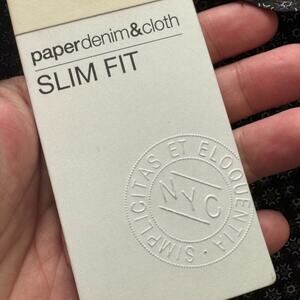 paperdenim&cloth
SLIM FIT
SIMPLICITAS ET ELOQUENTIA ·
NYC